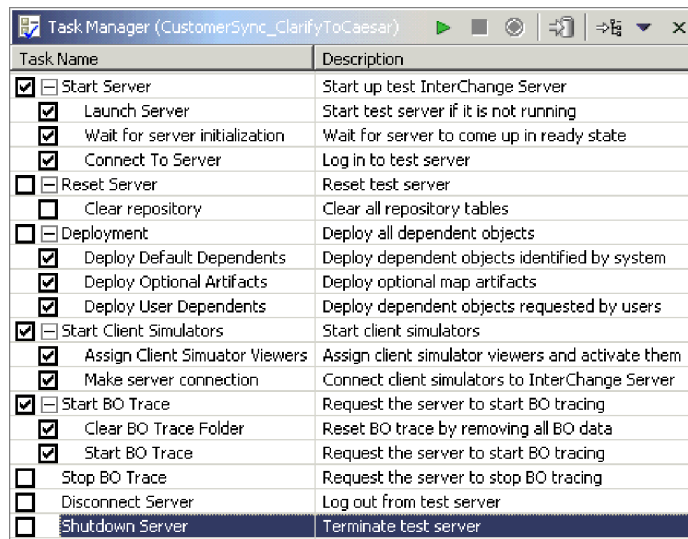 Task Manager (CustomerSync_ClarifyToCaesar)
Task Name Description
Start Server Start up test InterChange Server
Launch Server Start test server if it is not running
Wait for server initialization Wait for server to come up in ready state
Connect To Server Log in to test server
Reset Server Reset test server
Clear repository Clear all repository tables
Deployment Deploy all dependent objects
Deploy Default Dependents Deploy dependent objects identified by system
Deploy Optional Artifacts Deploy optional map artifacts
Deploy User Dependents Deploy dependent objects requested by users
Start Client Simulators Start client simulators
Assign Client Simuator Viewers Assign client simulator viewers and activate them
Make server connection Connect client simulators to InterChange Server
Start BO Trace Request the server to start BO tracing
Clear BO Trace Folder Reset BO trace by removing all BO data
Start BO Trace Request the server to start BO tracing
Stop BO Trace Request the server to stop BO tracing
Disconnect Server Log out from test server
Shutdown Server Terminate test server